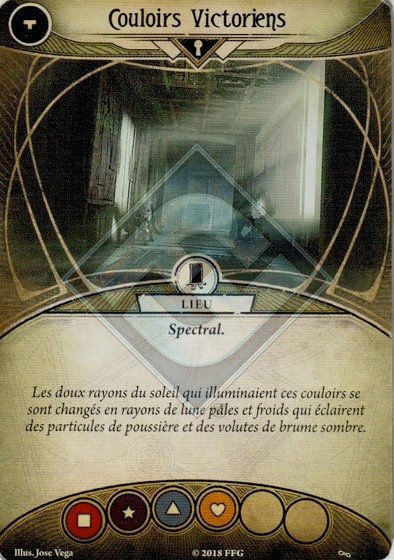 Couloirs Victoriens
LIEU
Spectral.
Les doux rayons du soleil qui illuminaient ces couloirs se
sont changés en rayons de lune pâles et froids qui éclairent
des particules de poussière et des volutes de brume sombre.
Illus. Jose Vega
© 2018 FFG